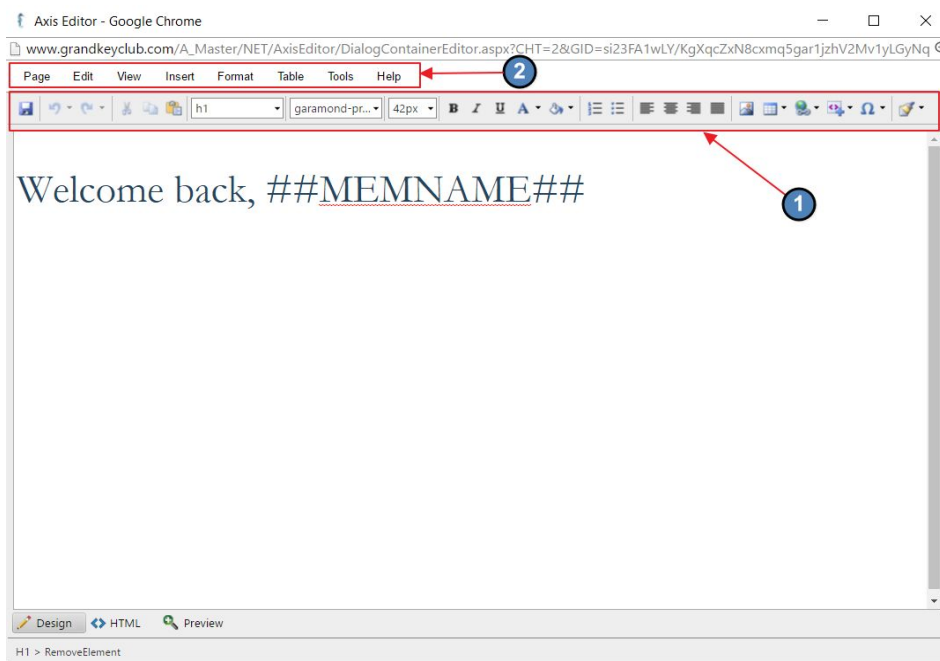 Axis Editor - Google Chrome
www.grandkeyclub.com/A_Master/NET/AxisEditor/DialogContainerEditor.aspx?CHT=2&GID=si23FA1wLY/KgXqcZxN8cxmq5gar1jzhV2Mv1yLGyNq
Page Edit View Insert Format Table Tools Help
2
h1 garamond-pr... 42px B I U A Ω
1
Welcome back, ##MEMNAME##
Design HTML Preview
H1 > RemoveElement